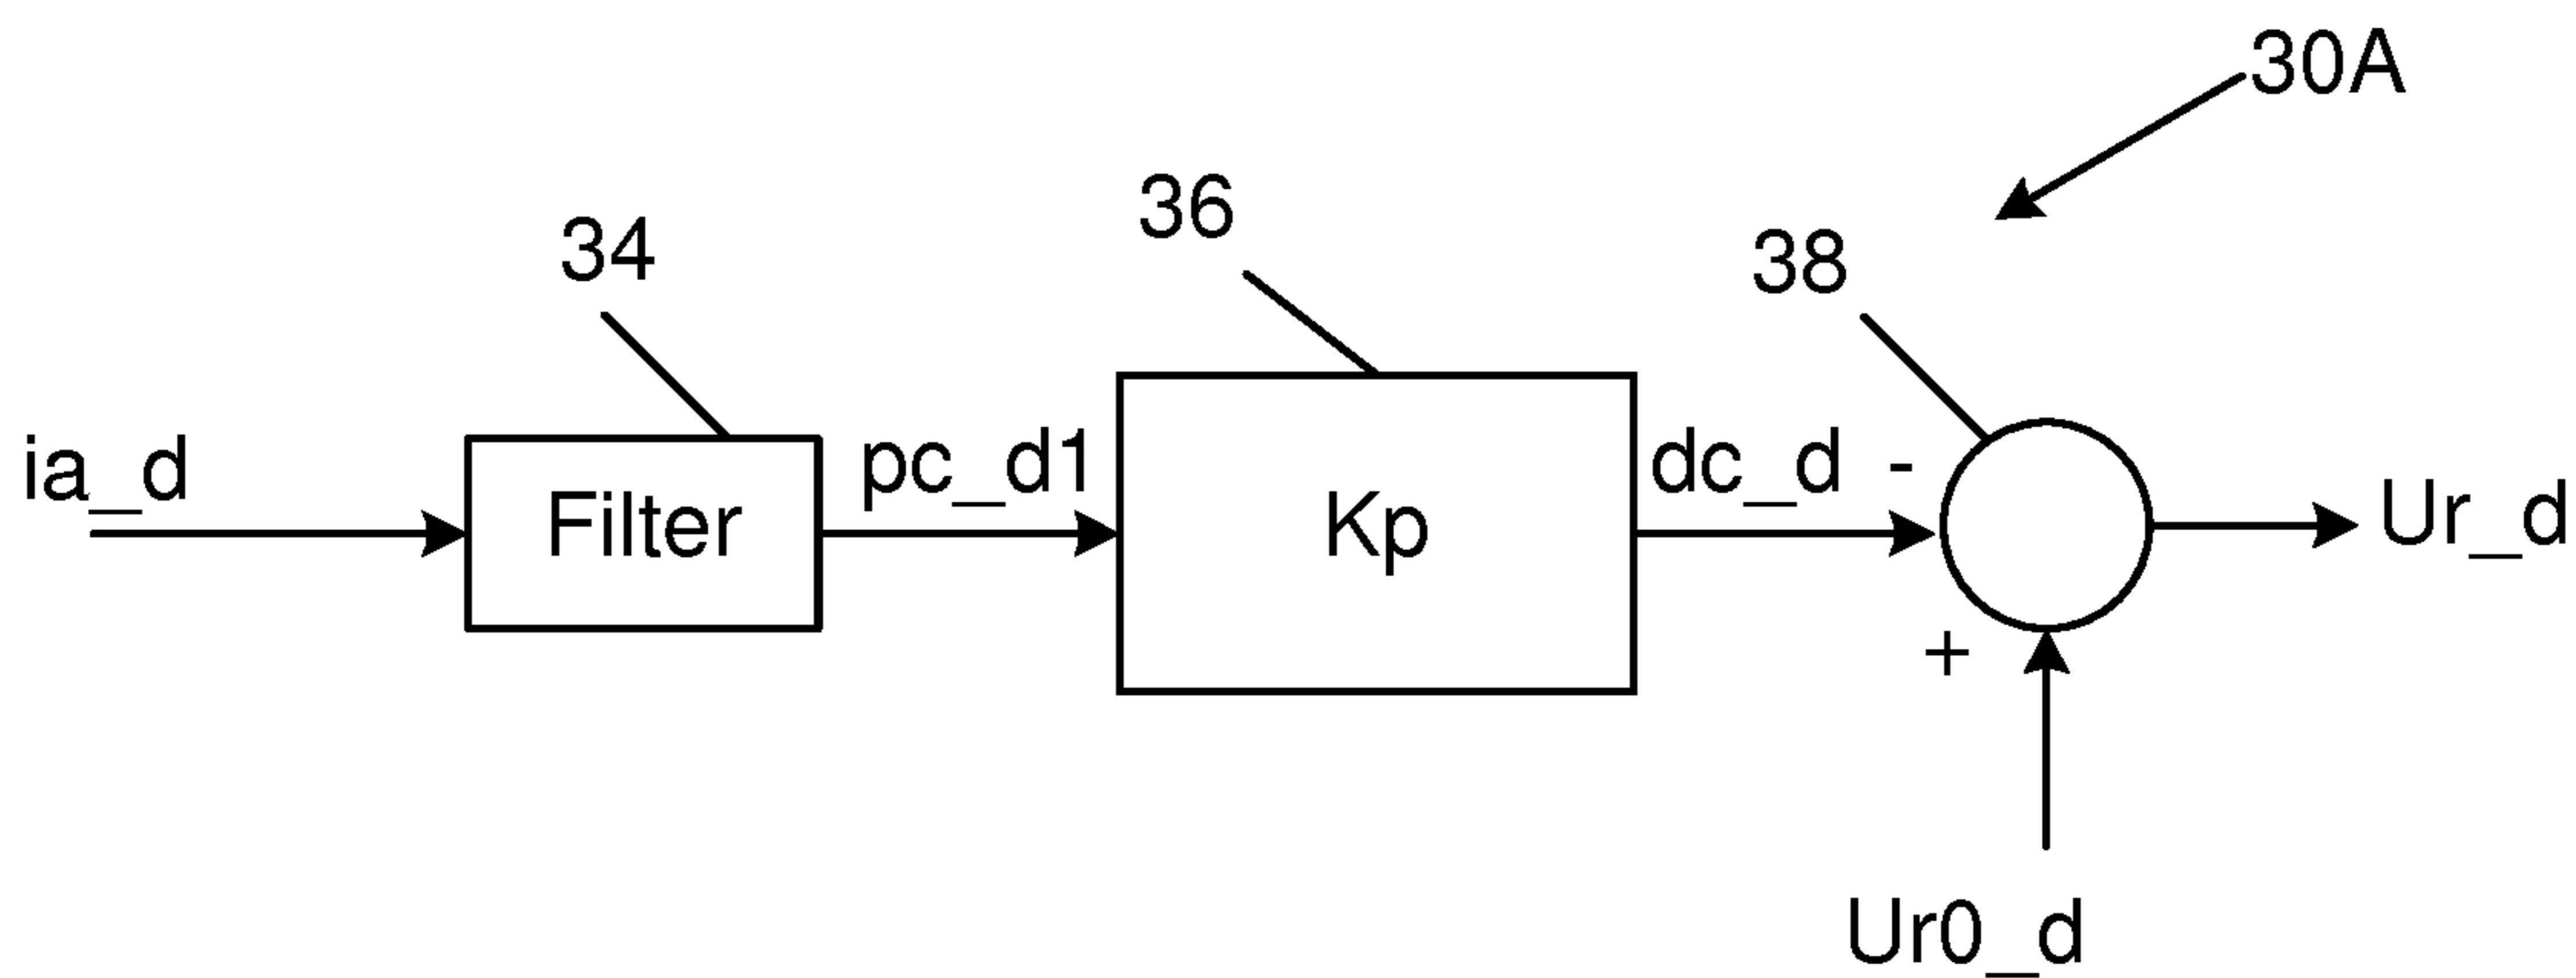 30A
36
34
38
ia_d
Filter
pc_d1
Kp
dc_d
-
Ur_d
+
Ur0_d